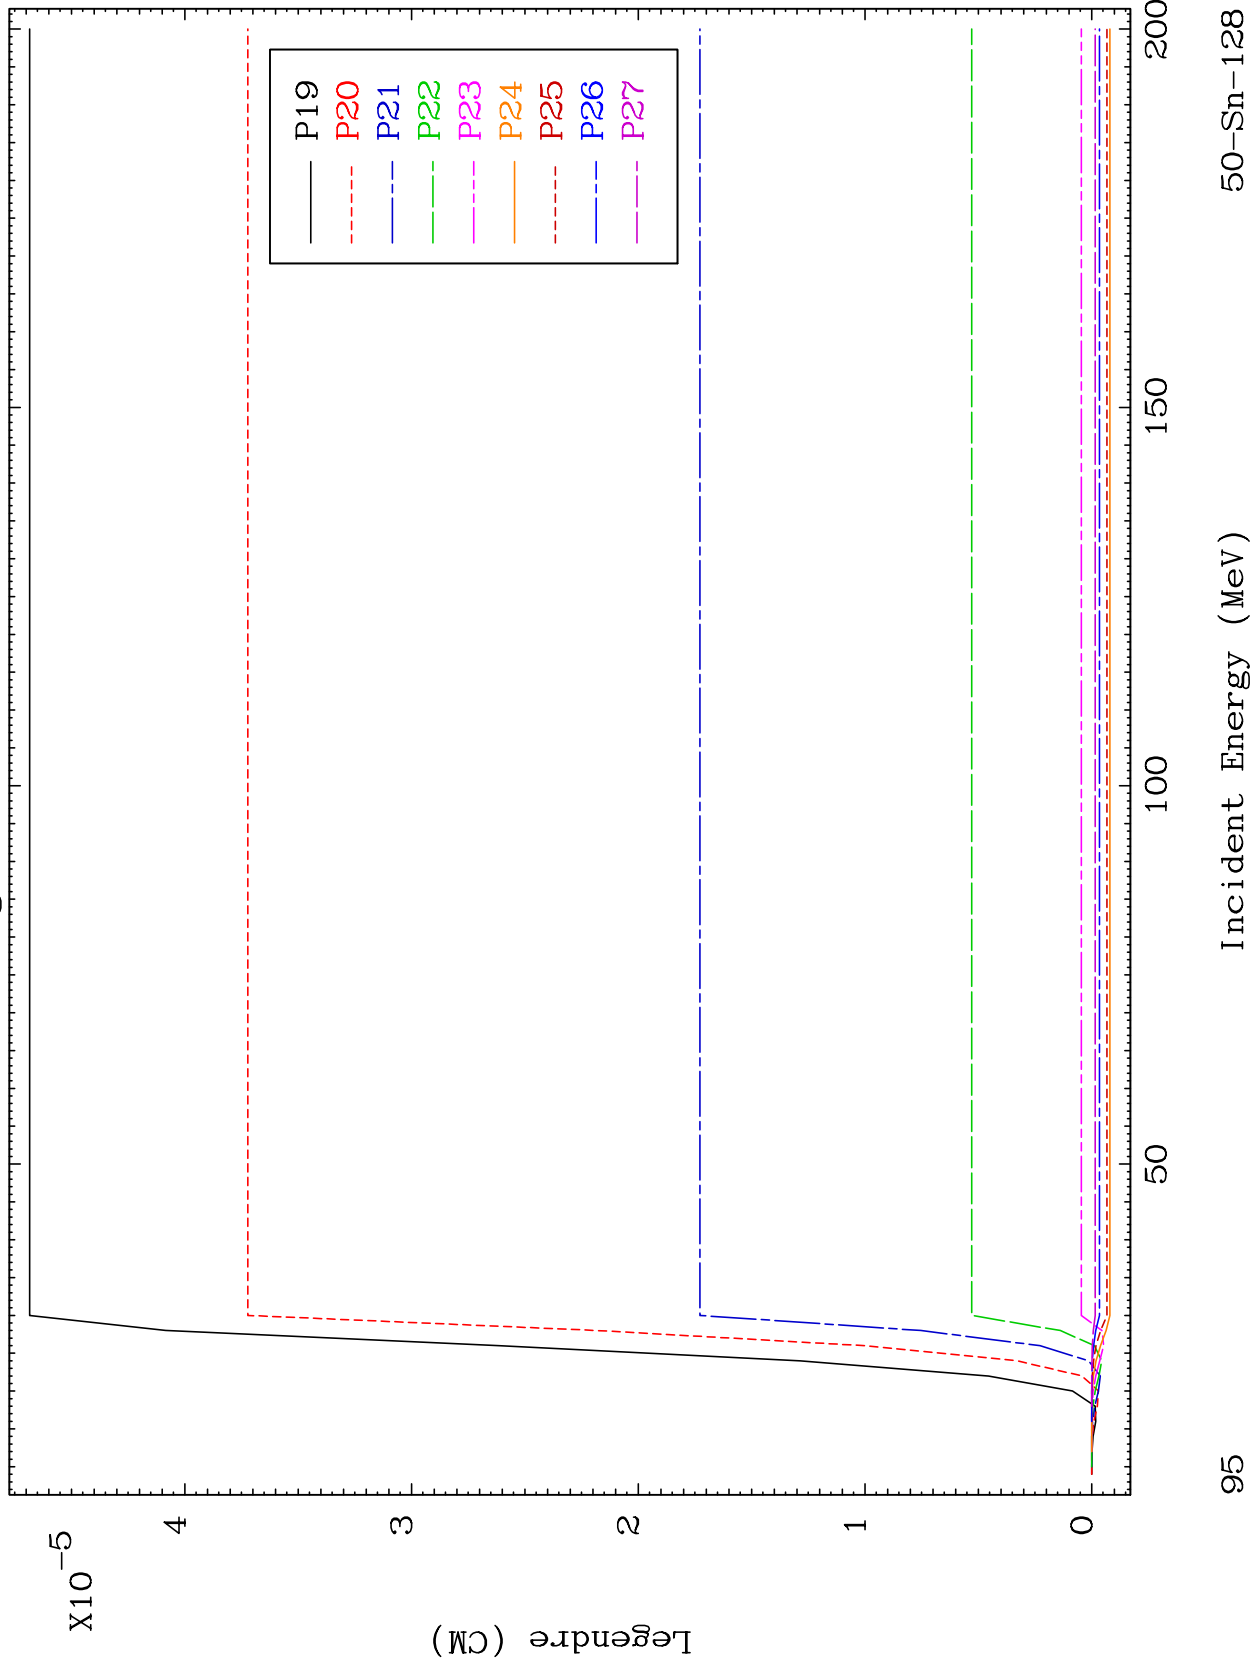 X10-5
Legendre (CM)
4
3
2
1
0
P19
P20
P21
P22
P23
P24
P25
P26
P27
50
100
150
200
Incident Energy (MeV)
95
50-Sn-128